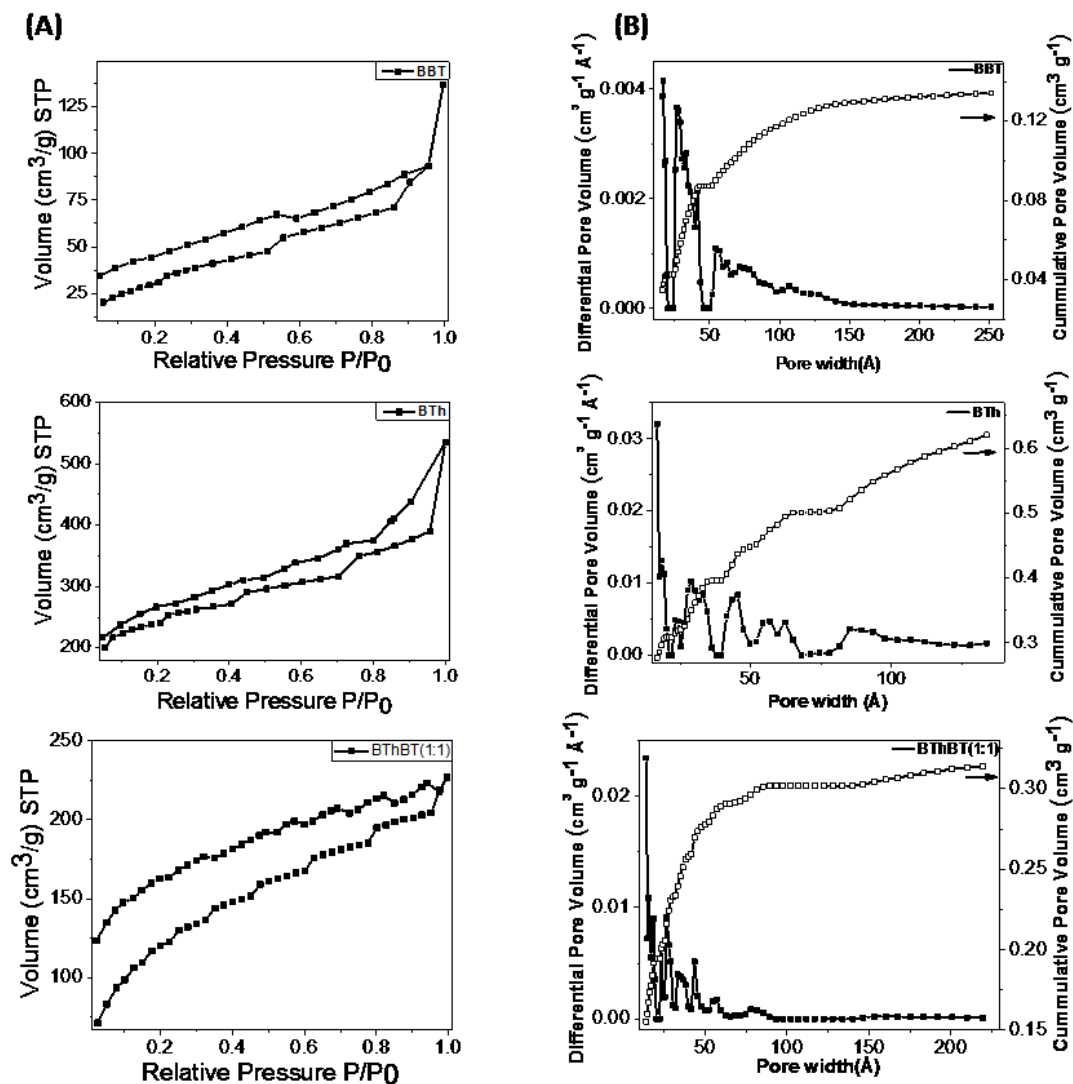 (A)
(B)
BBT
Volume (cm3/g) STP
125
100
75
50
25
0.2 0.4 0.6 0.8 1.0
Relative Pressure P/P0
BBT
Differential Pore Volume (cm3 g-1 Å-1)
0.004
0.002
0.000
Cummulative Pore Volume (cm3 g-1)
0.12
0.08
0.04
50 100 150 200 250
Pore width(Å)
BTh
Volume (cm3/g) STP
600
500
400
300
200
0.2 0.4 0.6 0.8 1.0
Relative Pressure P/P0
BTh
Differential Pore Volume (cm3 g-1 Å-1)
0.03
0.02
0.01
0.00
Cummulative Pore Volume (cm3 g-1)
0.6
0.5
0.4
0.3
50 100
Pore width (Å)
BThBT(1:1)
Volume (cm3/g) STP
250
200
150
100
0.2 0.4 0.6 0.8 1.0
Relative Pressure P/P0
BThBT(1:1)
Differential Pore Volume (cm3 g-1 Å-1)
0.02
0.01
0.00
Cummulative Pore Volume (cm3 g-1)
0.30
0.25
0.20
0.15
50 100 150 200
Pore width(Å)